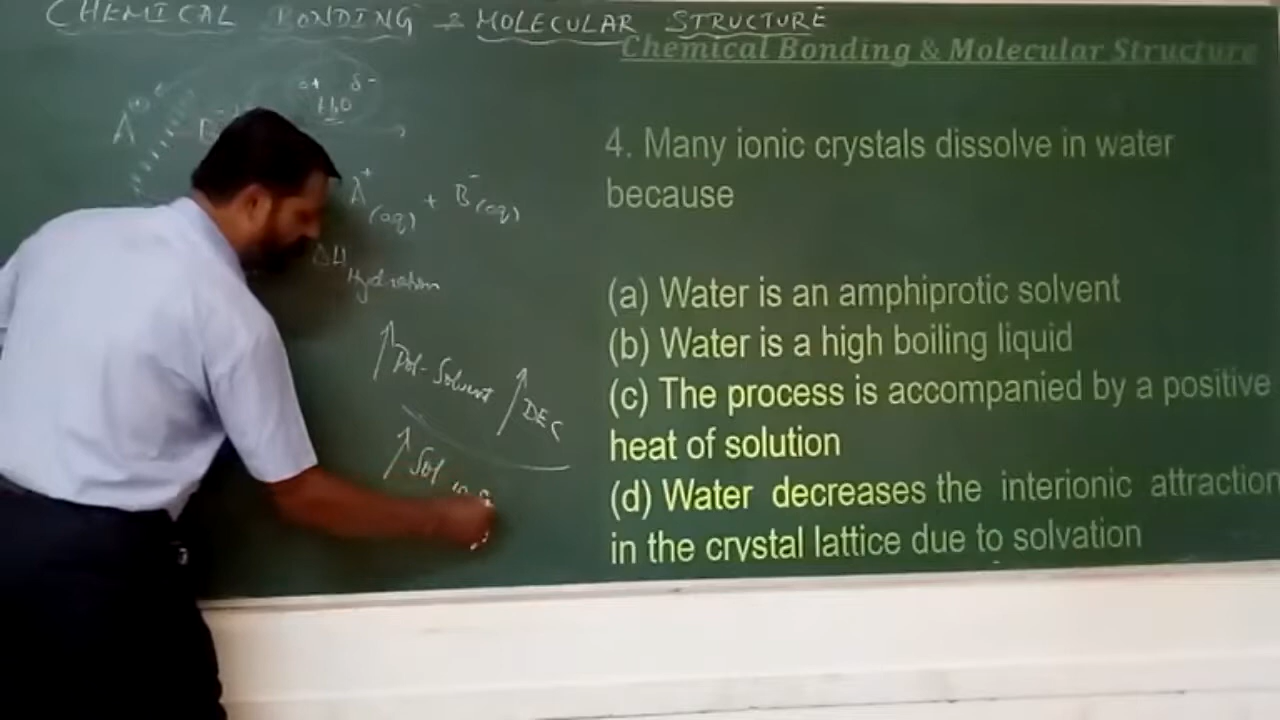 CHEMICAL BONDING & MOLECULAR STRUCTURE
Chemical Bonding & Molecular Structure
δ+ δ-
H₂O
A⁺ B⁻
A⁺(aq) + B⁻(aq)
ΔH Hydration
↑ Pol-Solvent ↑ DEC
↑ Sol
4. Many ionic crystals dissolve in water
because
(a) Water is an amphiprotic solvent
(b) Water is a high boiling liquid
(c) The process is accompanied by a positive
heat of solution
(d) Water decreases the interionic attraction
in the crystal lattice due to solvation